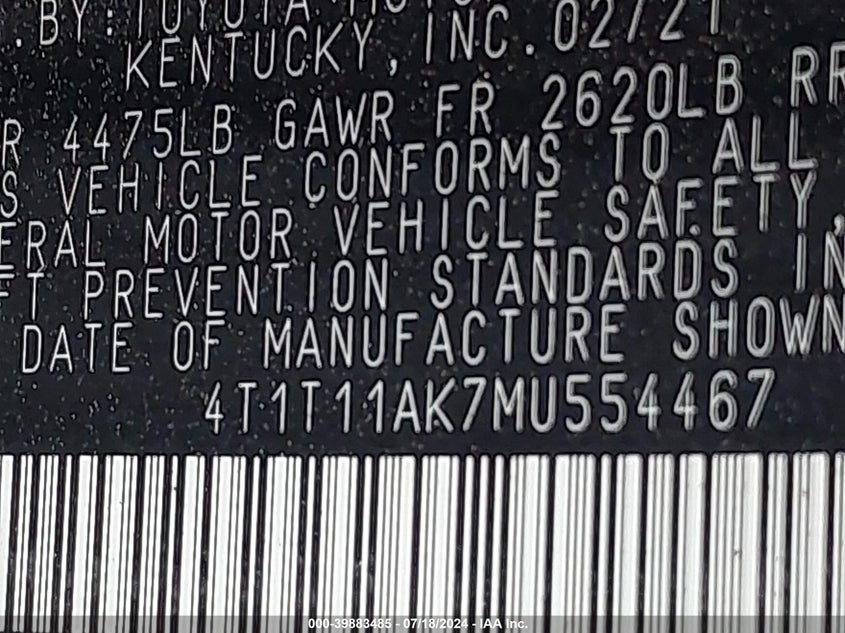 .BY:TOYOTA MOTOR
KENTUCKY, INC. 02/21
R 4475LB GAWR FR 2620LB RR
S VEHICLE CONFORMS TO ALL
ERAL MOTOR VEHICLE SAFETY,
FT PREVENTION STANDARDS IN
DATE OF MANUFACTURE SHOWN
4T1T11AK7MU554467
000-39883485 - 07/18/2024 - IAA Inc.